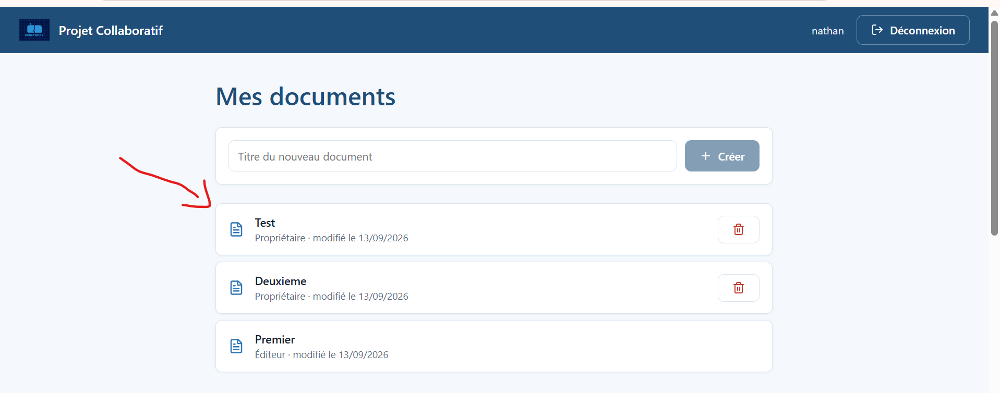 Projet Collaboratif
nathan
Déconnexion
Mes documents
Titre du nouveau document
+ Créer
Test
Propriétaire · modifié le 13/09/2026
Deuxieme
Propriétaire · modifié le 13/09/2026
Premier
Éditeur · modifié le 13/09/2026